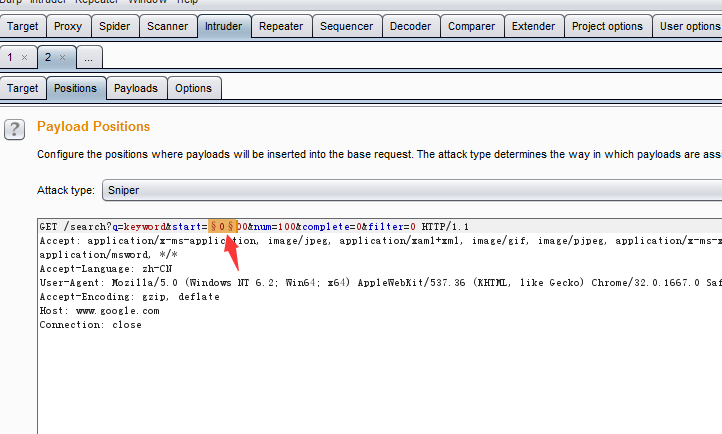 Burp Intruder Repeater Window Help
Target Proxy Spider Scanner Intruder Repeater Sequencer Decoder Comparer Extender Project options User options
1 × 2 × ...
Target Positions Payloads Options
? Payload Positions
Configure the positions where payloads will be inserted into the base request. The attack type determines the way in which payloads are ass
Attack type: Sniper
GET /search?q=keyword&start=§0§00&num=100&complete=0&filter=0 HTTP/1.1
Accept: application/x-ms-application, image/jpeg, application/xaml+xml, image/gif, image/pjpeg, application/x-ms-x
application/msword, */*
Accept-Language: zh-CN
User-Agent: Mozilla/5.0 (Windows NT 6.2; Win64; x64) AppleWebKit/537.36 (KHTML, like Gecko) Chrome/32.0.1667.0 Saf
Accept-Encoding: gzip, deflate
Host: www.google.com
Connection: close